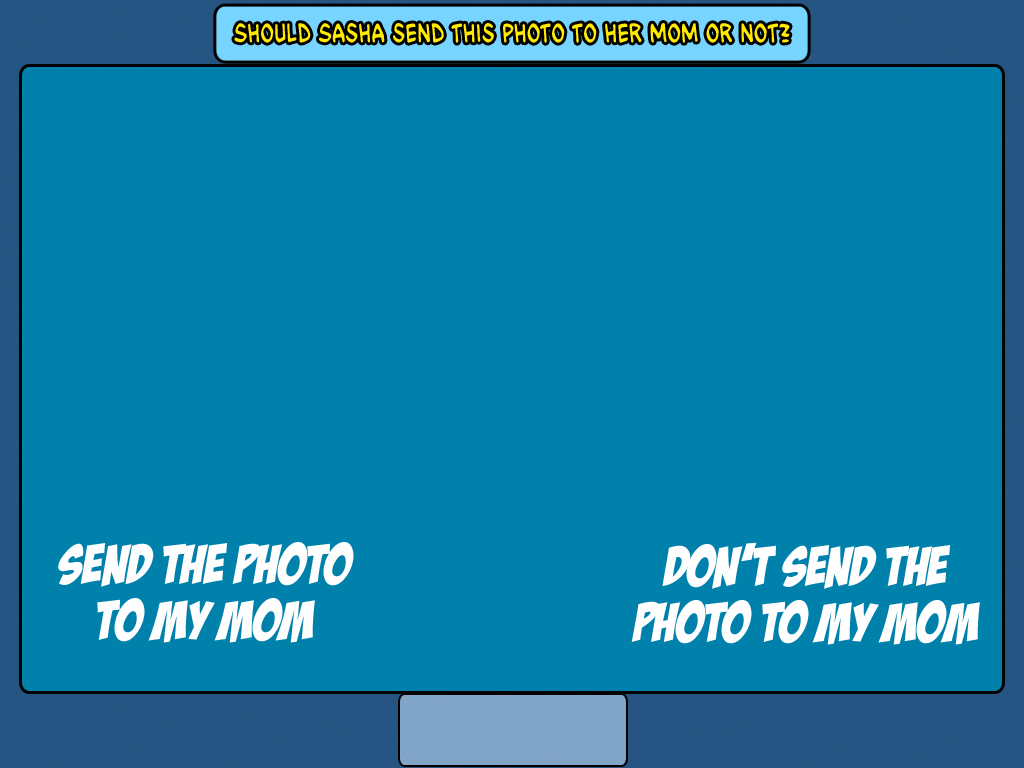 SHOULD SASHA SEND THIS PHOTO TO HER MOM OR NOT?
SEND THE PHOTO
TO MY MOM
DON'T SEND THE
PHOTO TO MY MOM